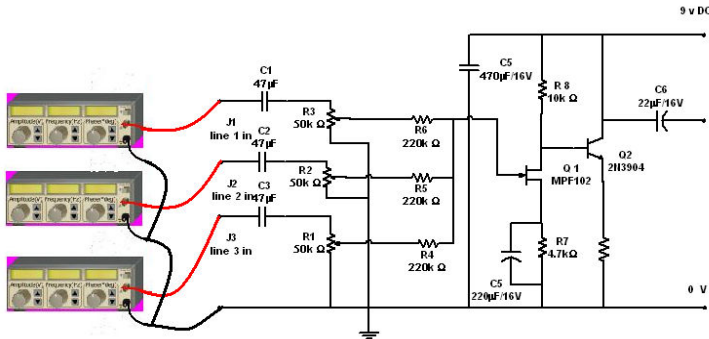 9 v DC
C1
47µF
R3
50k Ω
J1
line 1 in
C2
47µF
R2
50k Ω
J2
line 2 in
C3
47µF
R1
50k Ω
J3
line 3 in
R6
220k Ω
R5
220k Ω
R4
220k Ω
C5
470µF/16V
R 8
10k Ω
C6
22µF/16V
Q 1
MPF102
Q2
2N3904
R7
4.7kΩ
C5
220µF/16V
0 V
Amplitude(V) Frequency(Hz) Phase(°deg)
Amplitude(V) Frequency(Hz) Phase(°deg)
Amplitude(V) Frequency(Hz) Phase(°deg)